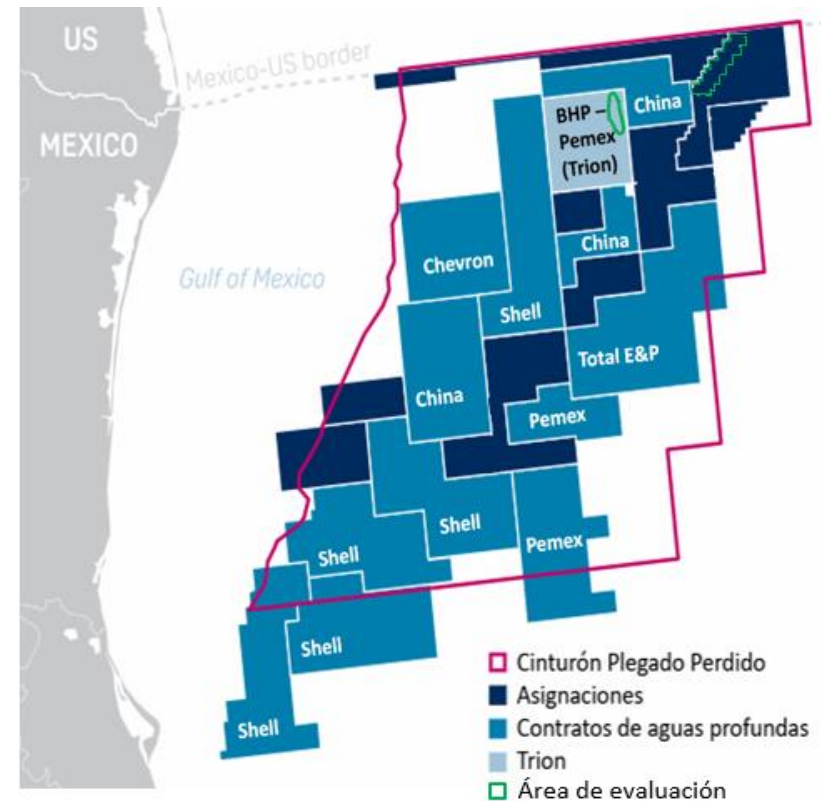 US
Mexico-US border
MEXICO
BHP –
Pemex
(Trion)
China
China
Chevron
Gulf of Mexico
Shell
Total E&P
China
Pemex
Shell
Pemex
Shell
Shell
Shell
Cinturón Plegado Perdido
Asignaciones
Contratos de aguas profundas
Trion
Área de evaluación